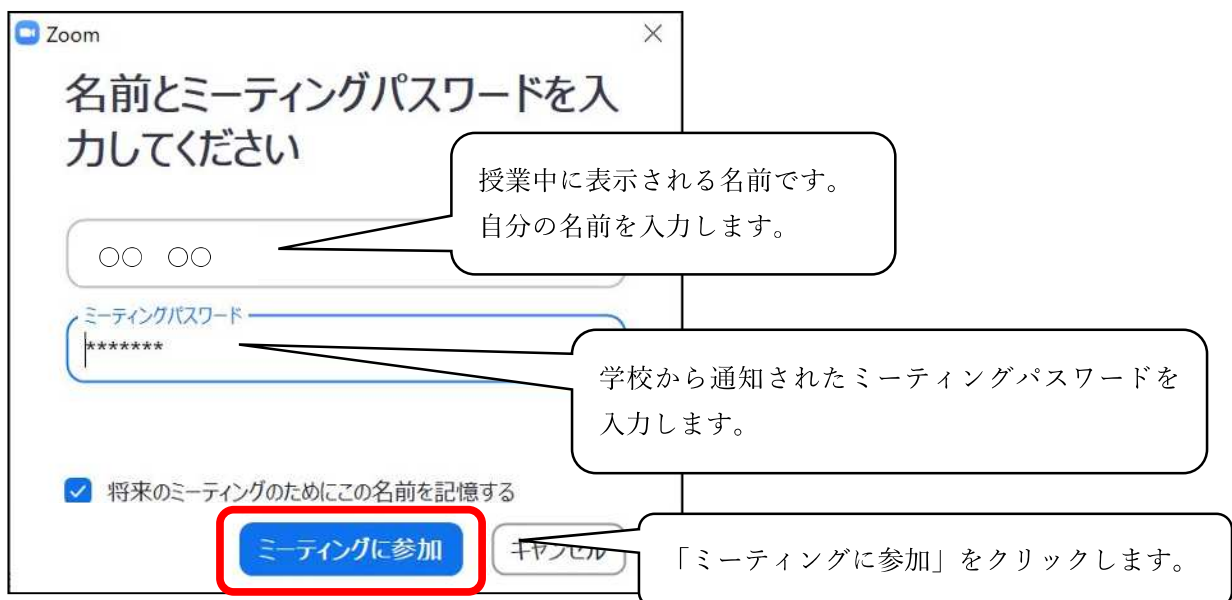 Zoom
名前とミーティングパスワードを入
力してください
授業中に表示される名前です。
自分の名前を入力します。
○○ ○○
ミーティングパスワード
*******
学校から通知されたミーティングパスワードを
入力します。
将来のミーティングのためにこの名前を記憶する
ミーティングに参加
キャンセル
「ミーティングに参加」をクリックします。